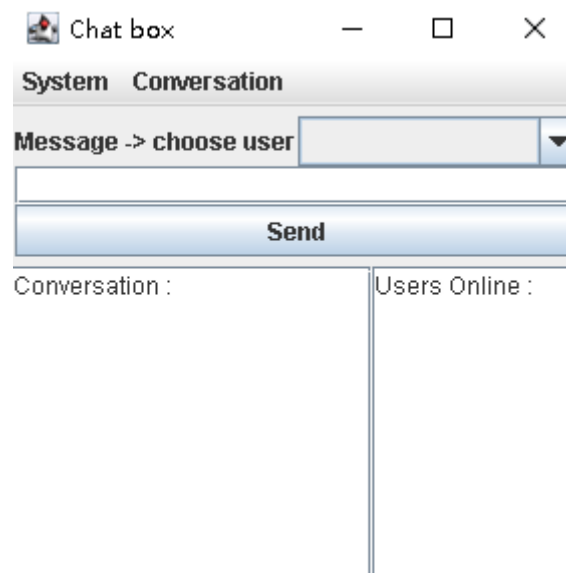 Chat box
System Conversation
Message -> choose user
Send
Conversation :
Users Online :